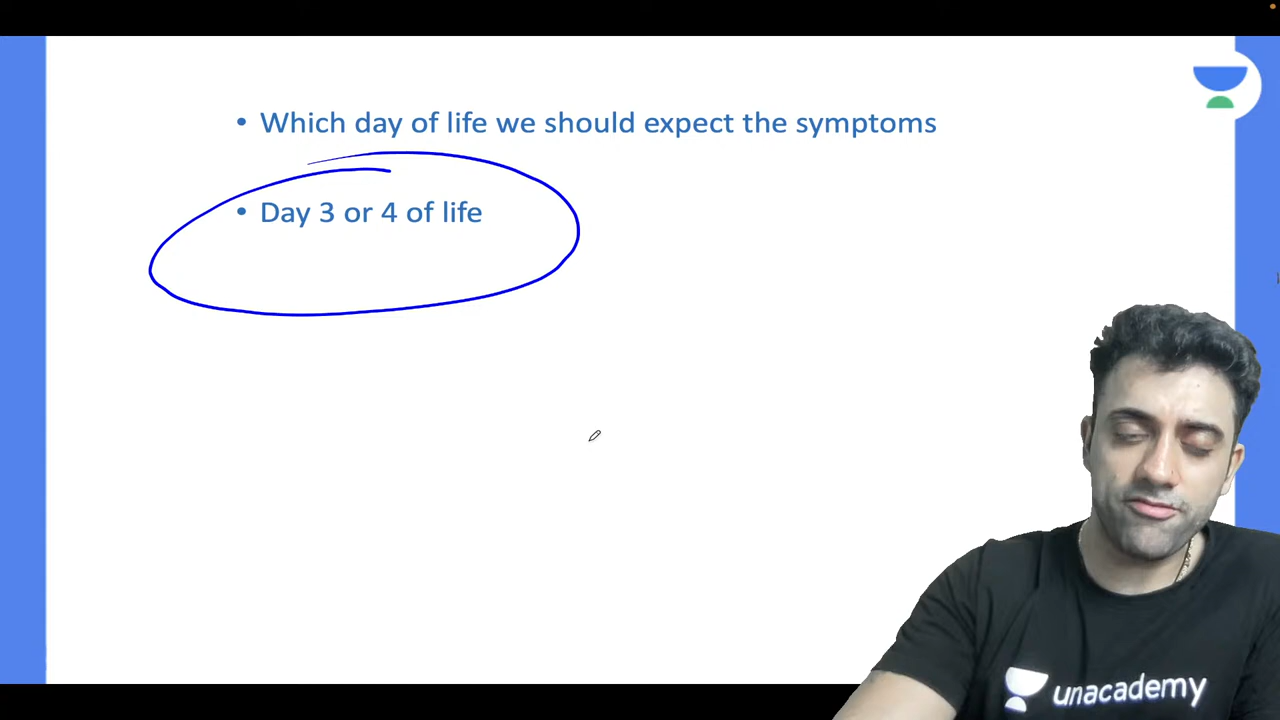 • Which day of life we should expect the symptoms
• Day 3 or 4 of life
unacademy